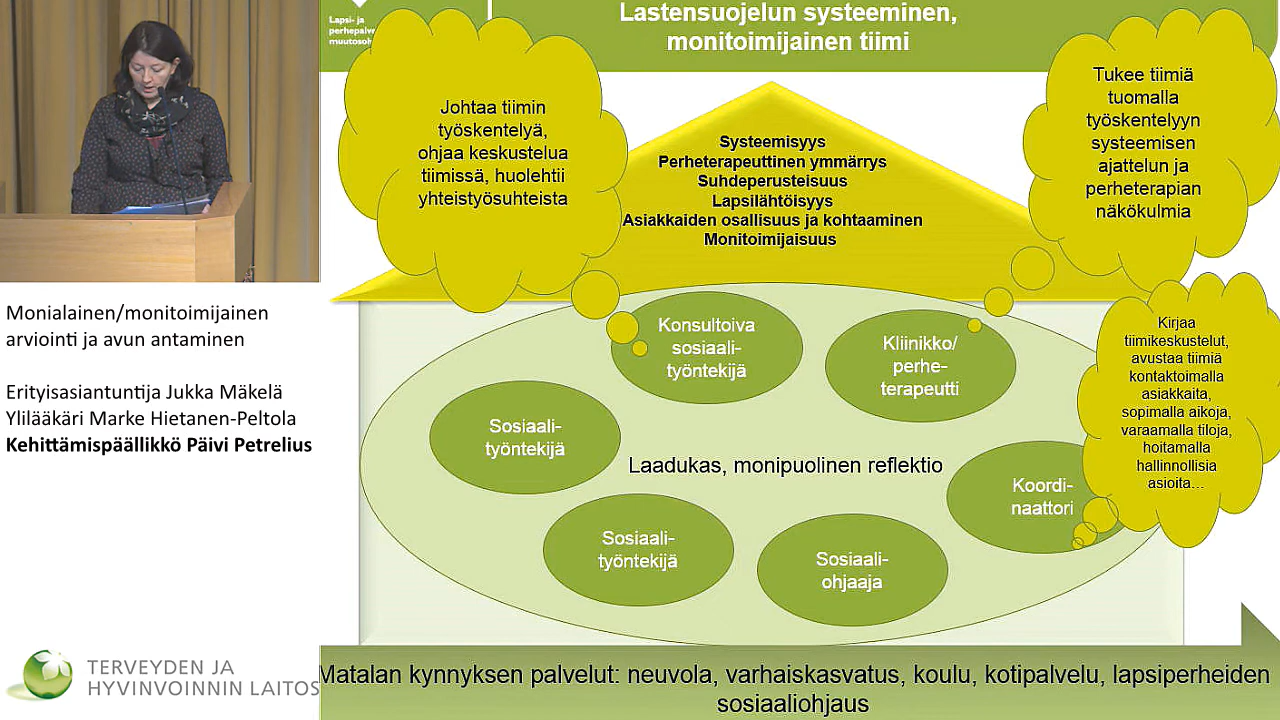 Lapsi- ja
perhepalve
muutosoh
Lastensuojelun systeeminen,
monitoimijainen tiimi
Johtaa tiimin
työskentelyä,
ohjaa keskustelua
tiimissä, huolehtii
yhteistyösuhteista
Systeemisyys
Perheterapeuttinen ymmärrys
Suhdeperusteisuus
Lapsilähtöisyys
Asiakkaiden osallisuus ja kohtaaminen
Monitoimijaisuus
Tukee tiimiä
tuomalla
työskentelyyn
systeemisen
ajattelun ja
perheterapian
näkökulmia
Kirjaa
tiimikeskustelut,
avustaa tiimiä
kontaktoimalla
asiakkaita,
sopimalla aikoja,
varaamalla tiloja,
hoitamalla
hallinnollisia
asioita...
Konsultoiva
sosiaali-
työntekijä
Kliinikko/
perhe-
terapeutti
Sosiaali-
työntekijä
Laadukas, monipuolinen reflektio
Koordi-
naattori
Sosiaali-
työntekijä
Sosiaali-
ohjaaja
Matalan kynnyksen palvelut: neuvola, varhaiskasvatus, koulu, kotipalvelu, lapsiperheiden
sosiaaliohjaus
Monialainen/monitoimijainen
arviointi ja avun antaminen
Erityisasiantuntija Jukka Mäkelä
Ylilääkäri Marke Hietanen-Peltola
Kehittämispäällikkö Päivi Petrelius
TERVEYDEN JA
HYVINVOINNIN LAITOS